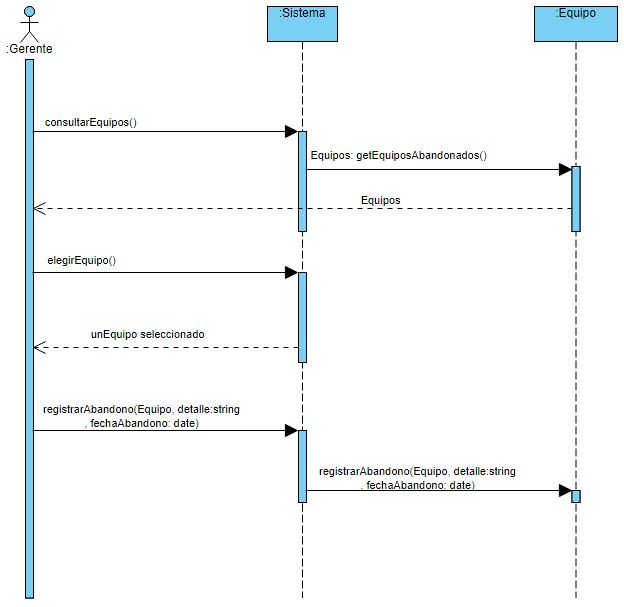 :Gerente
:Sistema
:Equipo
consultarEquipos()
Equipos: getEquiposAbandonados()
Equipos
elegirEquipo()
unEquipo seleccionado
registrarAbandono(Equipo, detalle:string
, fechaAbandono: date)
registrarAbandono(Equipo, detalle:string
, fechaAbandono: date)